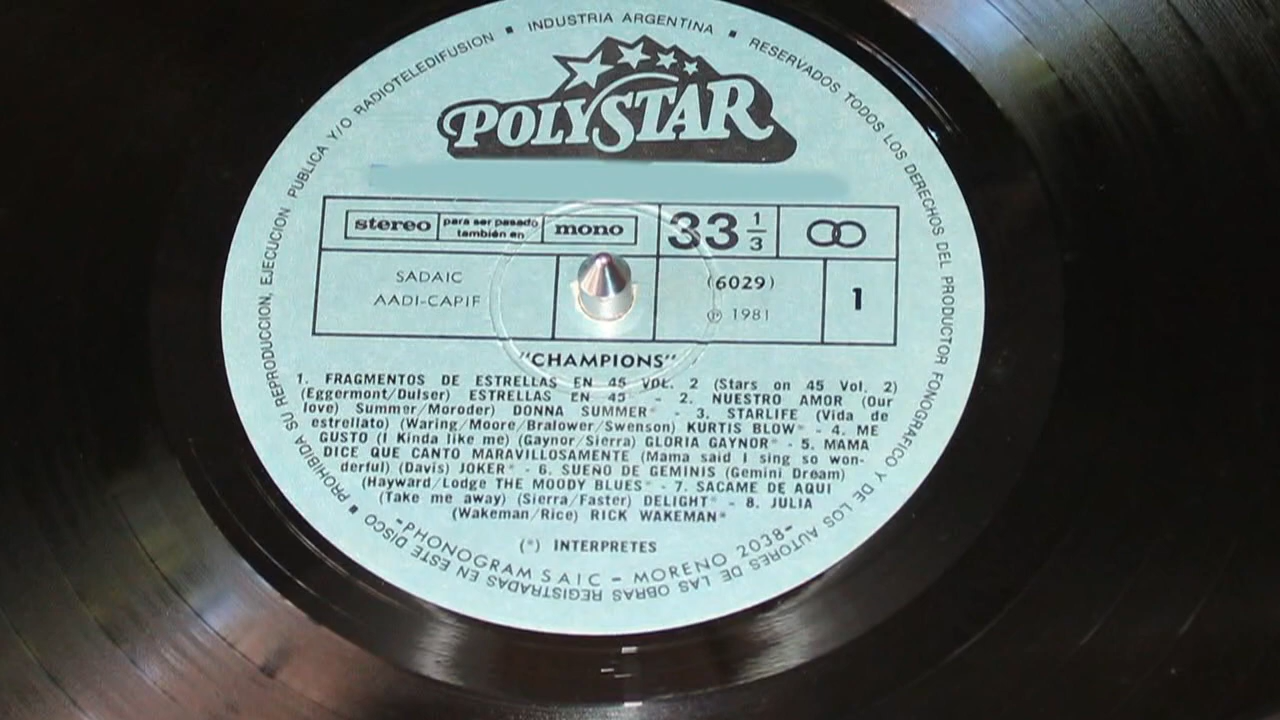 PROHIBIDA SU REPRODUCCION, EJECUCION PUBLICA Y/O RADIOTELEDIFUSION ■ INDUSTRIA ARGENTINA ■ RESERVADOS TODOS LOS DERECHOS DEL PRODUCTOR FONOGRAFICO Y DE LOS AUTORES DE LAS OBRAS REGISTRADAS EN ESTE DISCO ■
POLYSTAR
stereo para ser pasado también en mono 33 1/3
SADAIC
AADI-CAPIF
(6029)
℗ 1981
1
"CHAMPIONS"
1. FRAGMENTOS DE ESTRELLAS EN 45 VOL. 2 (Stars on 45 Vol. 2)
(Eggermont/Dulser) ESTRELLAS EN 45 - 2. NUESTRO AMOR (Our
love) Summer/Moroder) DONNA SUMMER* - 3. STARLIFE (Vida de
estrellato) (Waring/Moore/Bralower/Swenson) KURTIS BLOW* - 4. ME
GUSTO (I Kinda like me) (Gaynor/Sierra) GLORIA GAYNOR* - 5. MAMA
DICE QUE CANTO MARAVILLOSAMENTE (Mama said I sing so won-
derful) (Davis) JOKER* - 6. SUEÑO DE GEMINIS (Gemini Dream)
(Hayward/Lodge THE MOODY BLUES* - 7. SACAME DE AQUI
(Take me away) (Sierra/Faster) DELIGHT* - 8. JULIA
(Wakeman/Rice) RICK WAKEMAN*
(*) INTERPRETES
-PHONOGRAM S A I C - MORENO 2038-